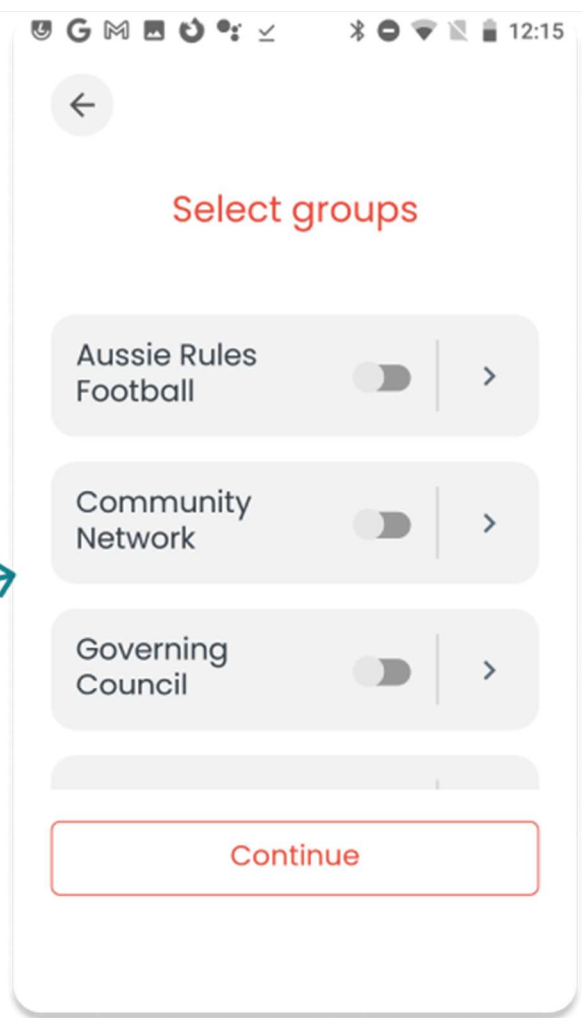 12:15
Select groups
Aussie Rules
Football
Community
Network
Governing
Council
Continue